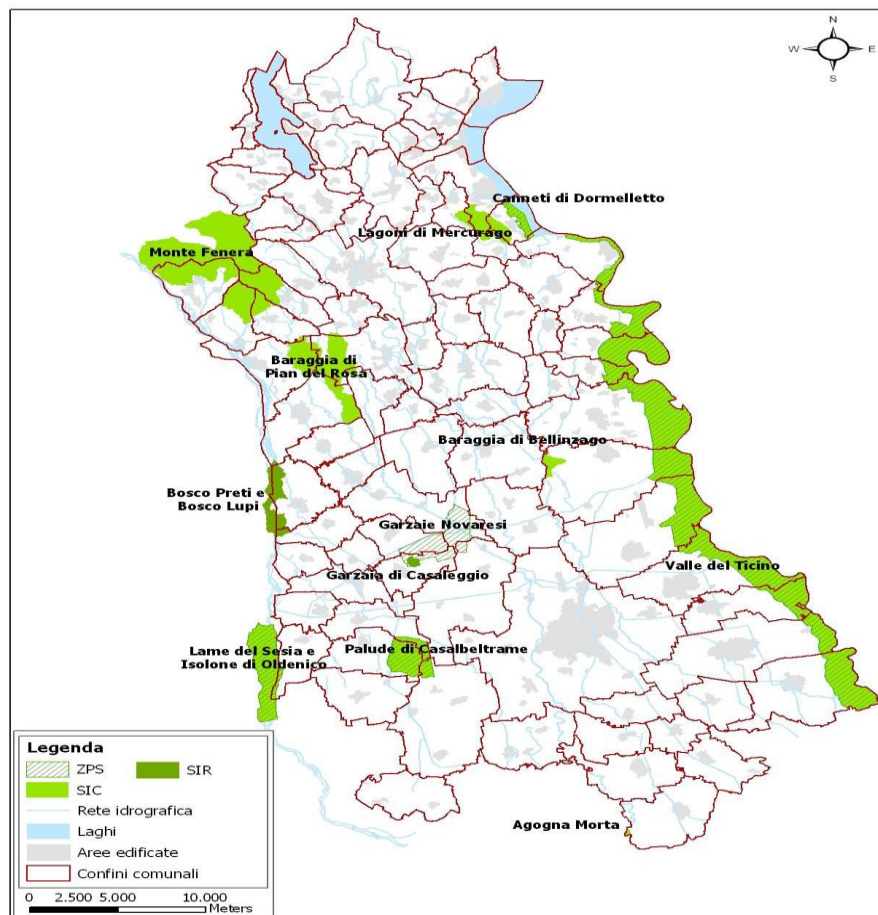 N
W E
S
Canneti di Dormelletto
Lagoni di Mercurago
Monte Fenera
Baraggia di
Pian del Rosa
Baraggia di Bellinzago
Bosco Preti e
Bosco Lupi
Garzaie Novaresi
Garzaia di Casaleggio
Valle del Ticino
Lame del Sesia e
Isolone di Oldenico
Palude di Casalbeltrame
Agogna Morta
Legenda
ZPS SIR
SIC
Rete idrografica
Laghi
Aree edificate
Confini comunali
0 2.500 5.000 10.000
Meters